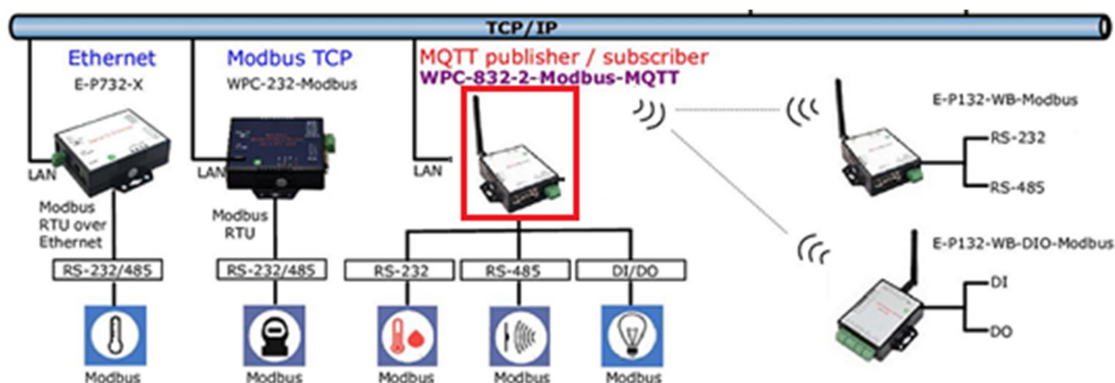 TCP/IP
Ethernet
E-P732-X
Modbus TCP
WPC-232-Modbus
MQTT publisher / subscriber
WPC-832-2-Modbus-MQTT
E-P132-WB-Modbus
RS-232
RS-485
LAN
LAN
LAN
Modbus
RTU over
Ethernet
Modbus
RTU
E-P132-WB-DIO-Modbus
DI
DO
RS-232/485
RS-232/485
RS-232
RS-485
DI/DO
Modbus
Modbus
Modbus
Modbus
Modbus